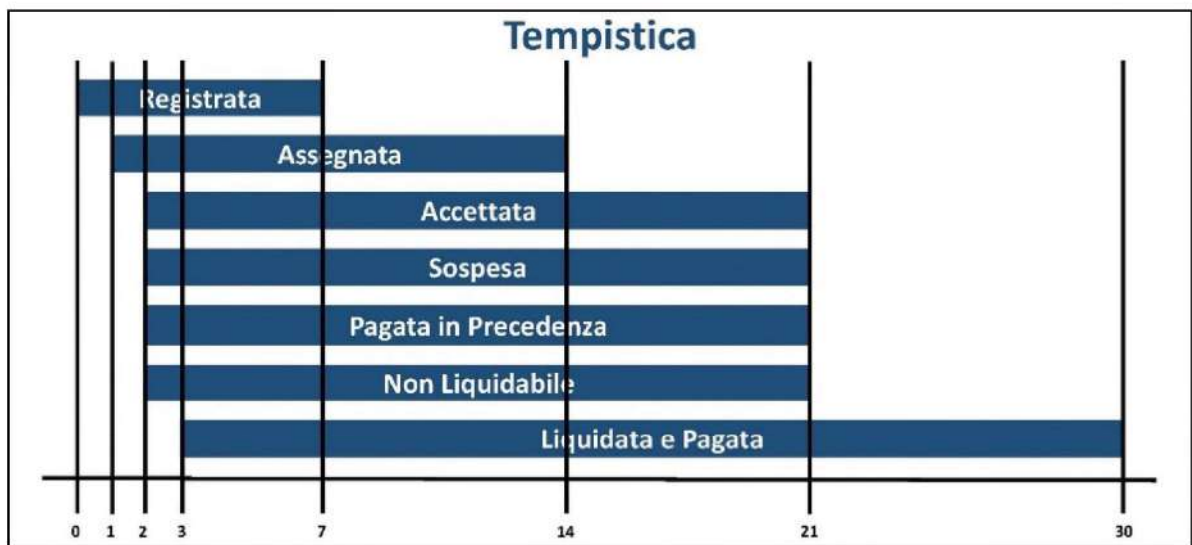 Tempistica
Registrata
Assegnata
Accettata
Sospesa
Pagata in Precedenza
Non Liquidabile
Liquidata e Pagata
0 1 2 3 7 14 21 30